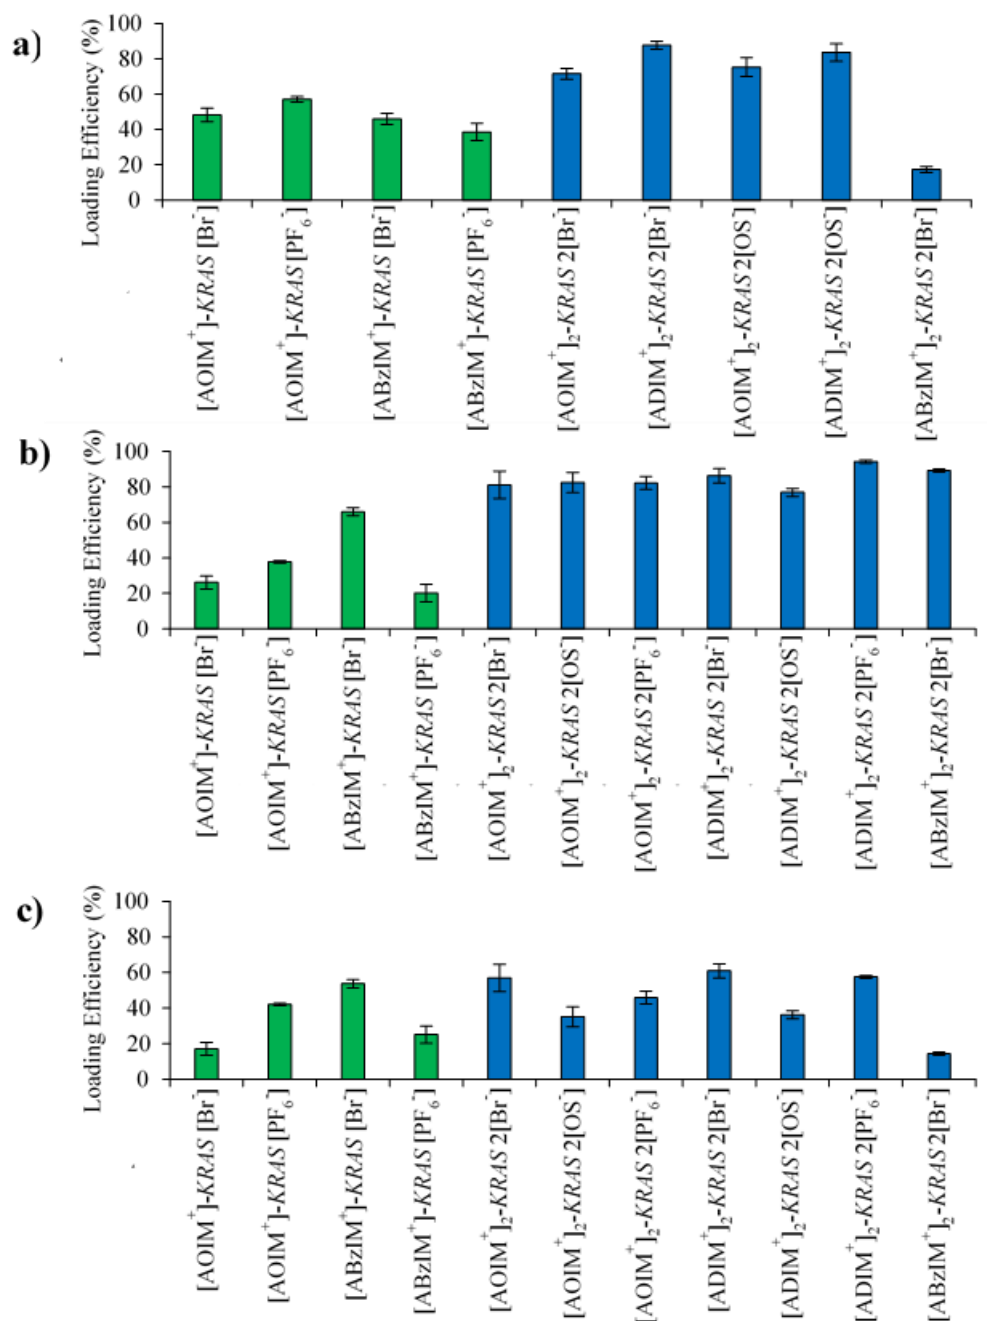 a)
Loading Efficiency (%)
100
80
60
40
20
0
[AOIM+]-KRAS [Br-]
[AOIM+]-KRAS [PF6-]
[ABzIM+]-KRAS [Br-]
[ABzIM+]-KRAS [PF6-]
[AOIM+]2-KRAS 2[Br-]
[ADIM+]2-KRAS 2[Br-]
[AOIM+]2-KRAS 2[OS-]
[ADIM+]2-KRAS 2[OS-]
[ABzIM+]2-KRAS 2[Br-]
b)
Loading Efficiency (%)
100
80
60
40
20
0
[AOIM+]-KRAS [Br-]
[AOIM+]-KRAS [PF6-]
[ABzIM+]-KRAS [Br-]
[ABzIM+]-KRAS [PF6-]
[AOIM+]2-KRAS 2[Br-]
[AOIM+]2-KRAS 2[OS-]
[AOIM+]2-KRAS 2[PF6-]
[ADIM+]2-KRAS 2[Br-]
[ADIM+]2-KRAS 2[OS-]
[ADIM+]2-KRAS 2[PF6-]
[ABzIM+]2-KRAS 2[Br-]
c)
Loading Efficiency (%)
100
80
60
40
20
0
[AOIM+]-KRAS [Br-]
[AOIM+]-KRAS [PF6-]
[ABzIM+]-KRAS [Br-]
[ABzIM+]-KRAS [PF6-]
[AOIM+]2-KRAS 2[Br-]
[AOIM+]2-KRAS 2[OS-]
[AOIM+]2-KRAS 2[PF6-]
[ADIM+]2-KRAS 2[Br-]
[ADIM+]2-KRAS 2[OS-]
[ADIM+]2-KRAS 2[PF6-]
[ABzIM+]2-KRAS 2[Br-]